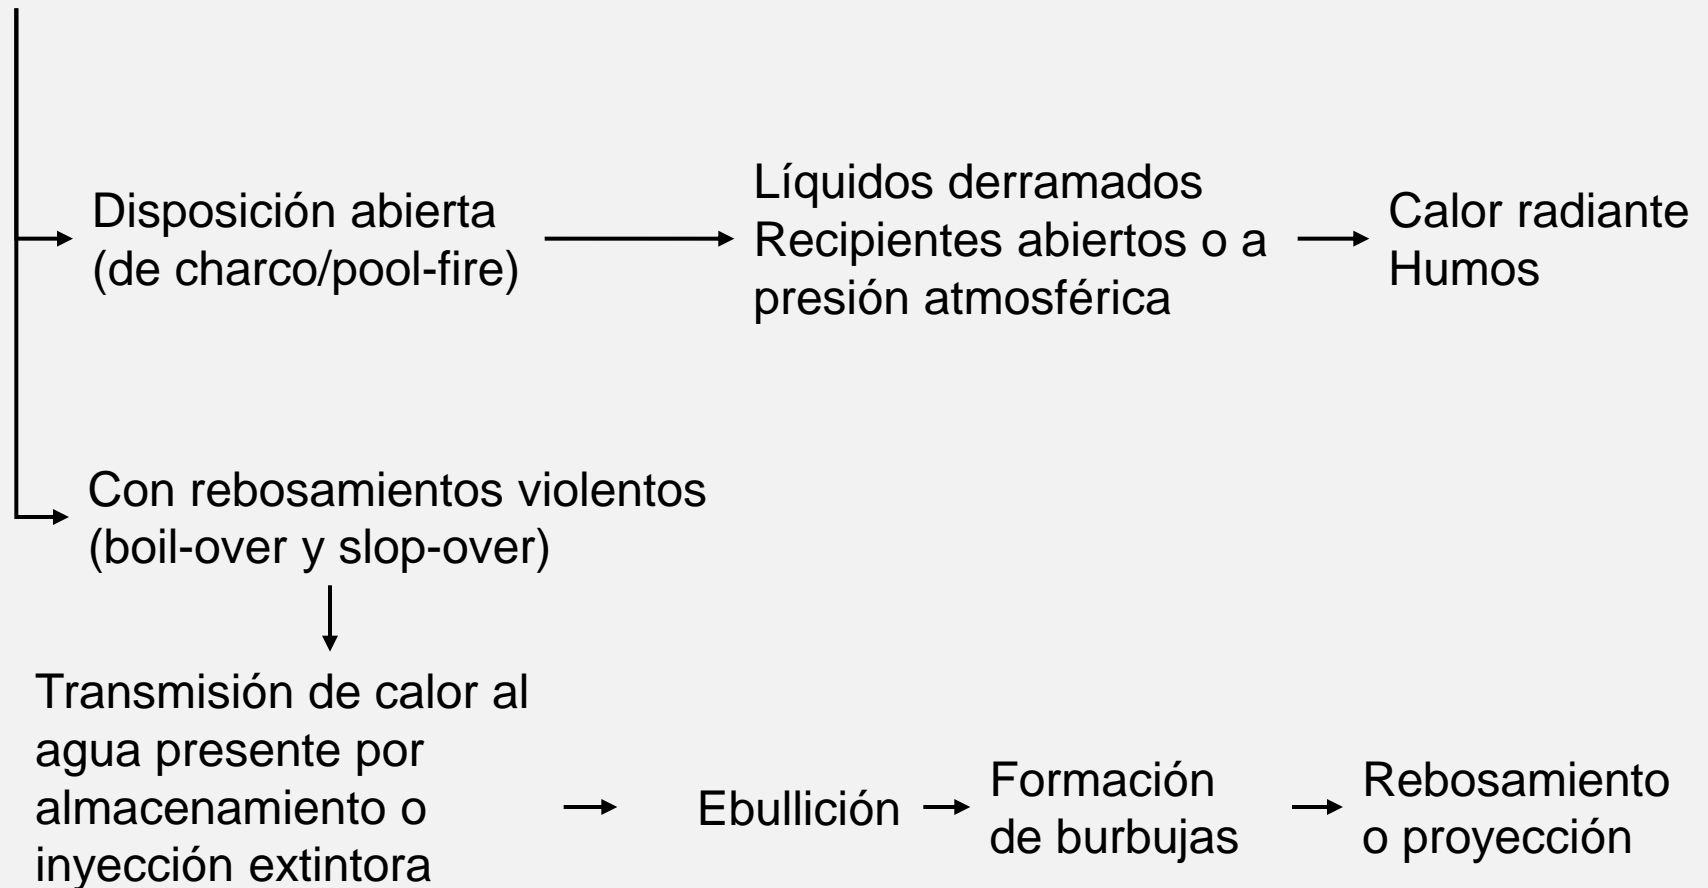 Disposición abierta
(de charco/pool-fire)
Líquidos derramados
Recipientes abiertos o a
presión atmosférica
Calor radiante
Humos
Con rebosamientos violentos
(boil-over y slop-over)
Transmisión de calor al
agua presente por
almacenamiento o
inyección extintora
Ebullición
Formación
de burbujas
Rebosamiento
o proyección